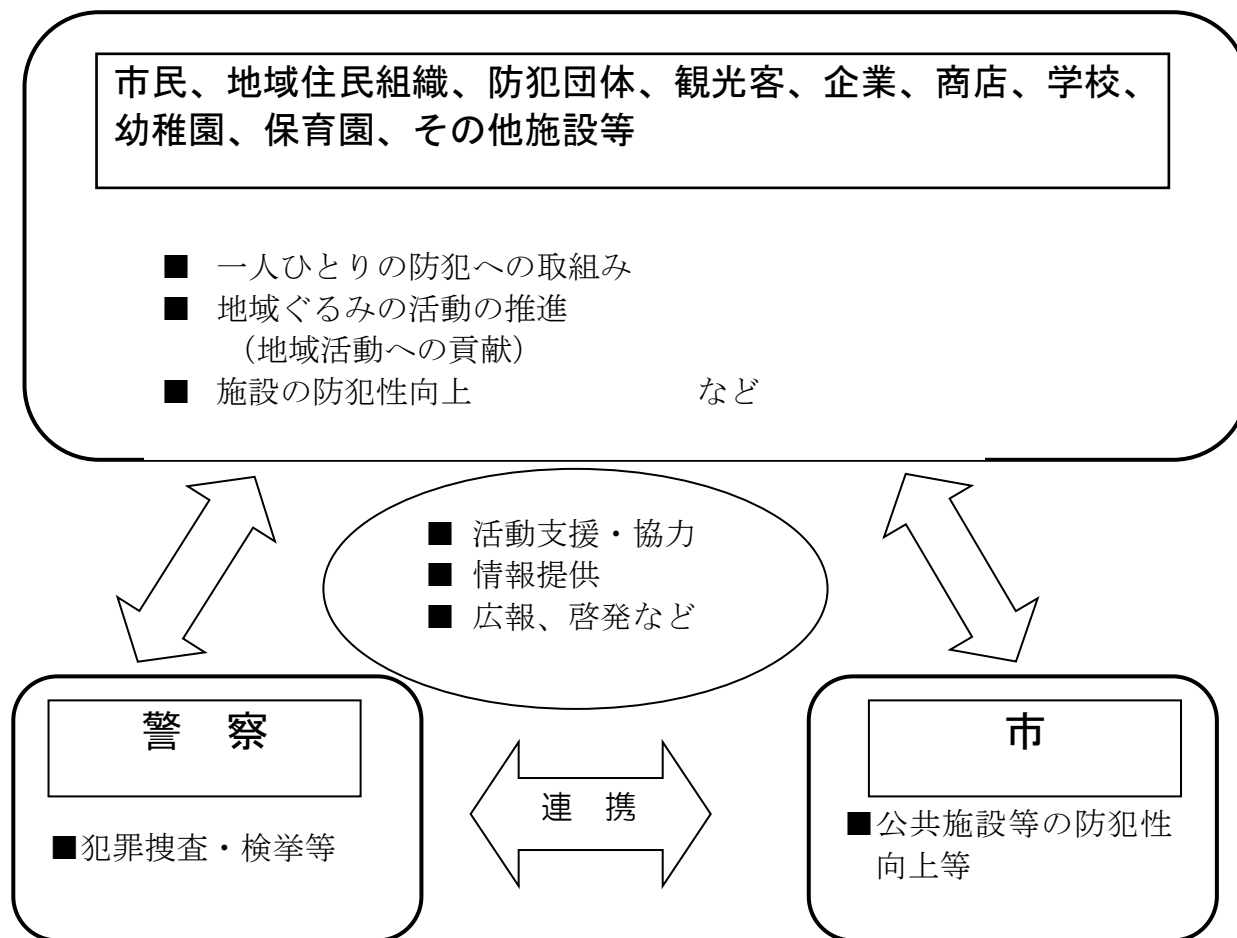 市民、地域住民組織、防犯団体、観光客、企業、商店、学校、
幼稚園、保育園、その他施設等
■ 一人ひとりの防犯への取組み
■ 地域ぐるみの活動の推進
（地域活動への貢献）
■ 施設の防犯性向上 など
■ 活動支援・協力
■ 情報提供
■ 広報、啓発など
警 察
■犯罪捜査・検挙等
連 携
市
■公共施設等の防犯性
向上等